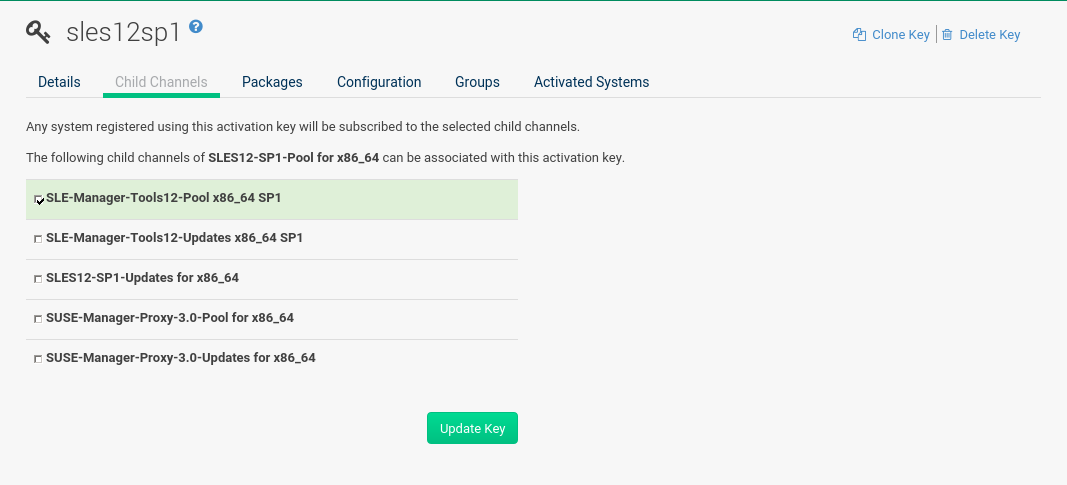 sles12sp1 ?
Clone Key | Delete Key
Details Child Channels Packages Configuration Groups Activated Systems
Any system registered using this activation key will be subscribed to the selected child channels.
The following child channels of SLES12-SP1-Pool for x86_64 can be associated with this activation key.
SLE-Manager-Tools12-Pool x86_64 SP1
SLE-Manager-Tools12-Updates x86_64 SP1
SLES12-SP1-Updates for x86_64
SUSE-Manager-Proxy-3.0-Pool for x86_64
SUSE-Manager-Proxy-3.0-Updates for x86_64
Update Key